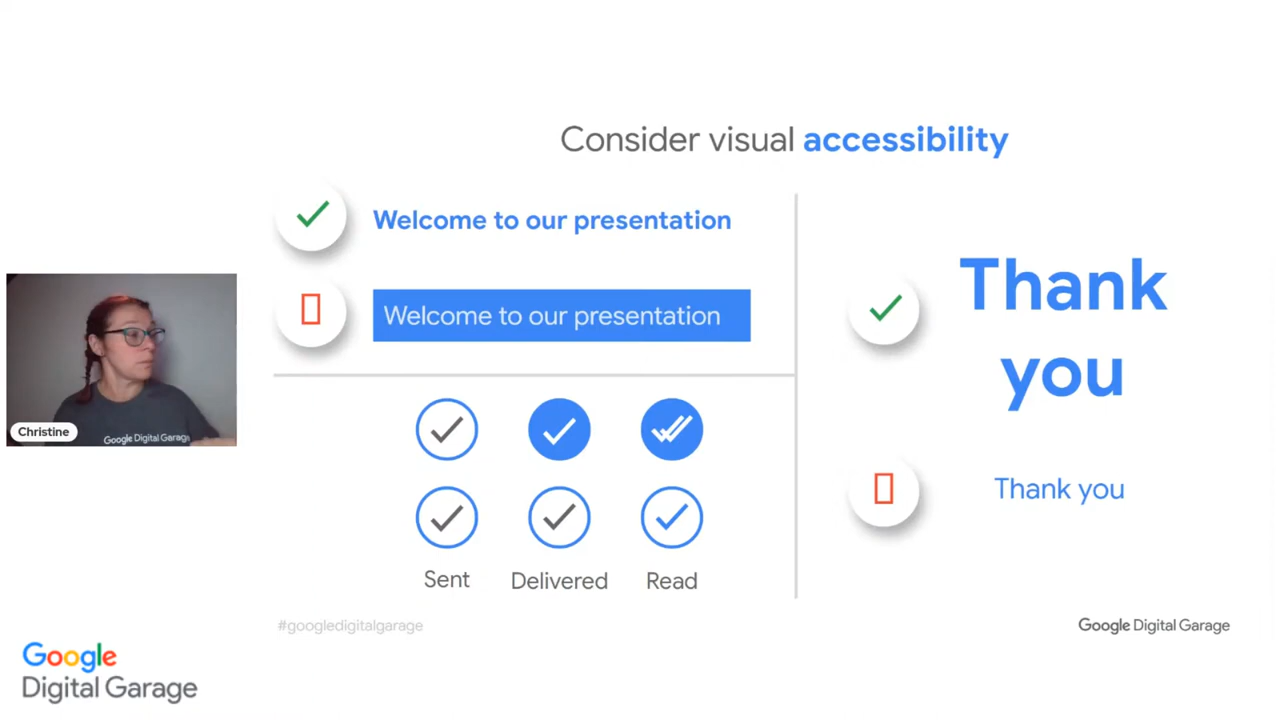 Consider visual accessibility
Welcome to our presentation
Welcome to our presentation
Sent Delivered Read
Thank
you
Thank you
Christine
Google Digital Garage
#googledigitalgarage
Google Digital Garage
Google
Digital Garage